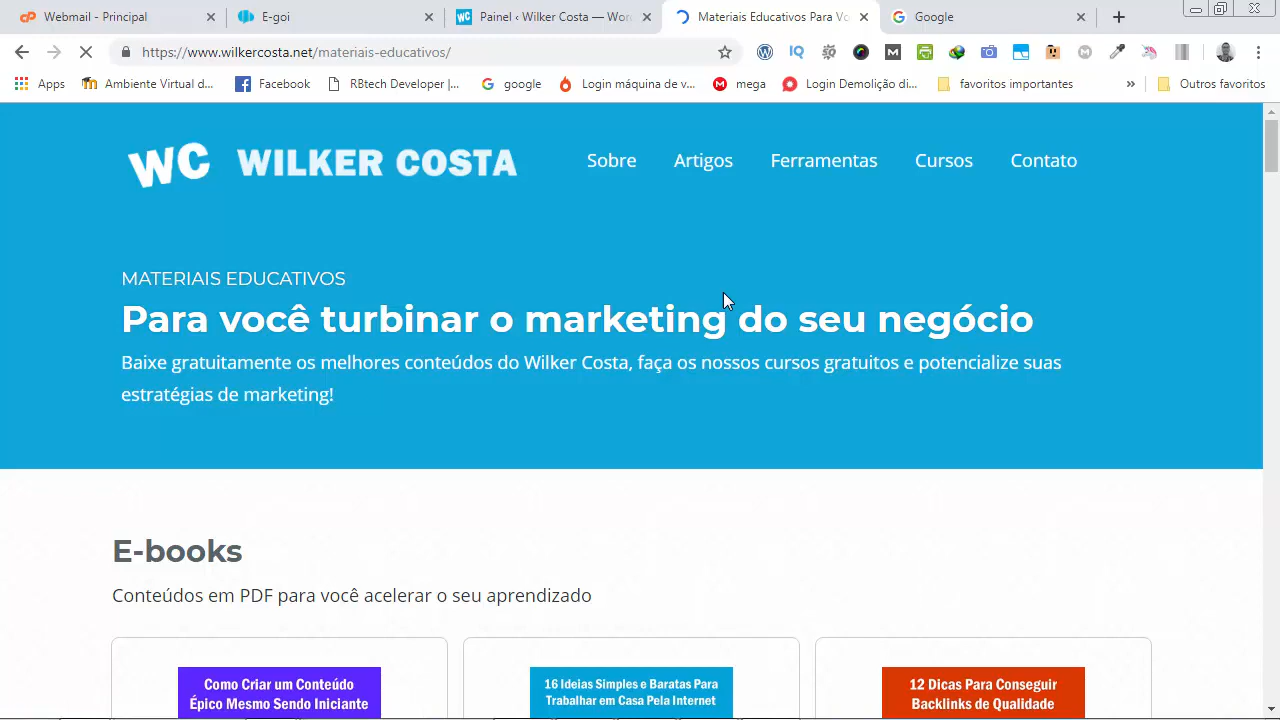 Webmail - Principal
E-goi
Painel ‹ Wilker Costa — Wor
Materiais Educativos Para Vo
Google
https://www.wilkercosta.net/materiais-educativos/
Apps
Ambiente Virtual d...
Facebook
RBtech Developer |...
google
Login máquina de v...
mega
Login Demolição di...
favoritos importantes
»
Outros favoritos
WC WILKER COSTA
Sobre
Artigos
Ferramentas
Cursos
Contato
MATERIAIS EDUCATIVOS
Para você turbinar o marketing do seu negócio
Baixe gratuitamente os melhores conteúdos do Wilker Costa, faça os nossos cursos gratuitos e potencialize suas
estratégias de marketing!
E-books
Conteúdos em PDF para você acelerar o seu aprendizado
Como Criar um Conteúdo
Épico Mesmo Sendo Iniciante
16 Ideias Simples e Baratas Para
Trabalhar em Casa Pela Internet
12 Dicas Para Conseguir
Backlinks de Qualidade